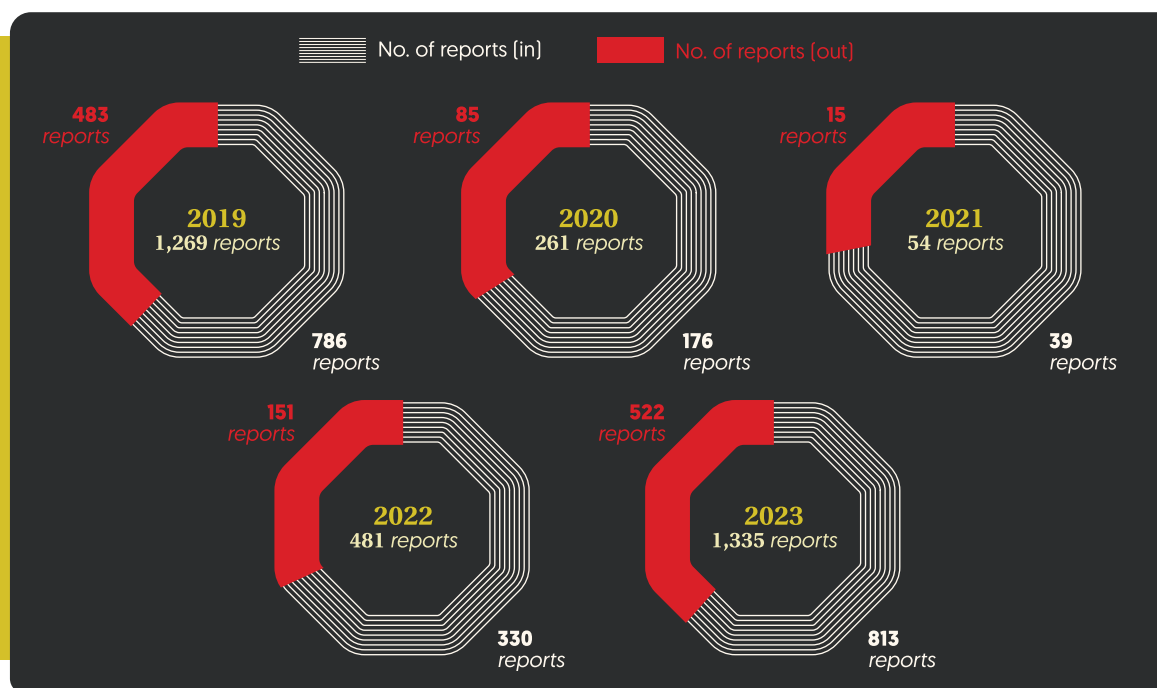 No. of reports (in)
No. of reports (out)
483
reports
2019
1,269 reports
786
reports
85
reports
2020
261 reports
176
reports
15
reports
2021
54 reports
39
reports
151
reports
2022
481 reports
330
reports
522
reports
2023
1,335 reports
813
reports